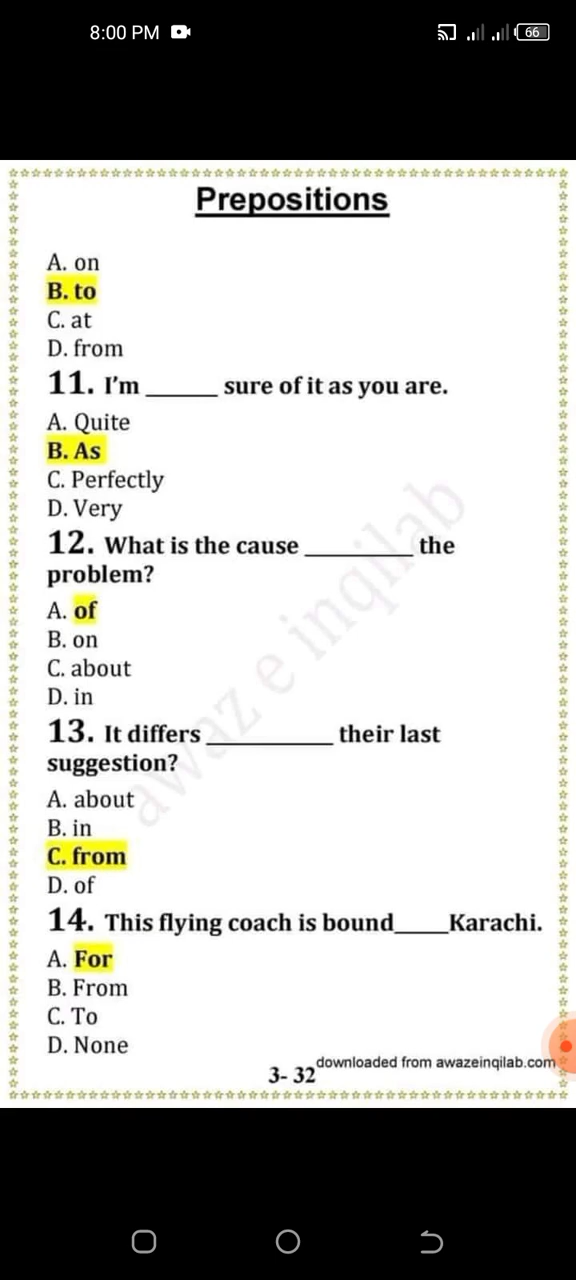 8:00 PM
66
Prepositions
A. on
B. to
C. at
D. from
11. I'm ______ sure of it as you are.
A. Quite
B. As
C. Perfectly
D. Very
12. What is the cause _________ the
problem?
A. of
B. on
C. about
D. in
13. It differs ___________ their last
suggestion?
A. about
B. in
C. from
D. of
14. This flying coach is bound____Karachi.
A. For
B. From
C. To
D. None
downloaded from awazeinqilab.com
3- 32
awaz e inqilab